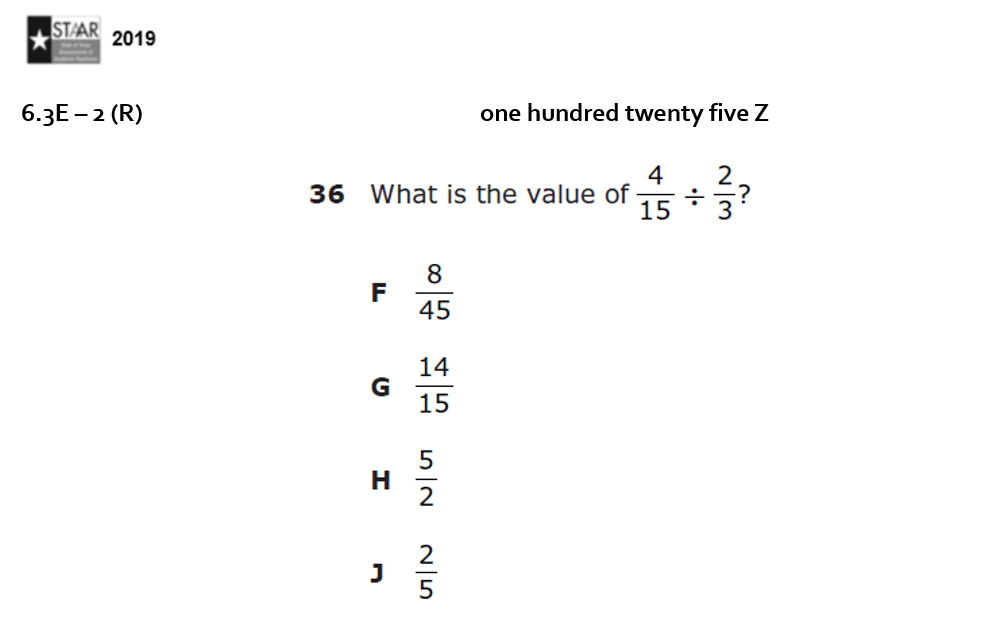 STAAR
2019
6.3E – 2 (R)
one hundred twenty five Z
36 What is the value of 4/15 ÷ 2/3?
F 8/45
G 14/15
H 5/2
J 2/5